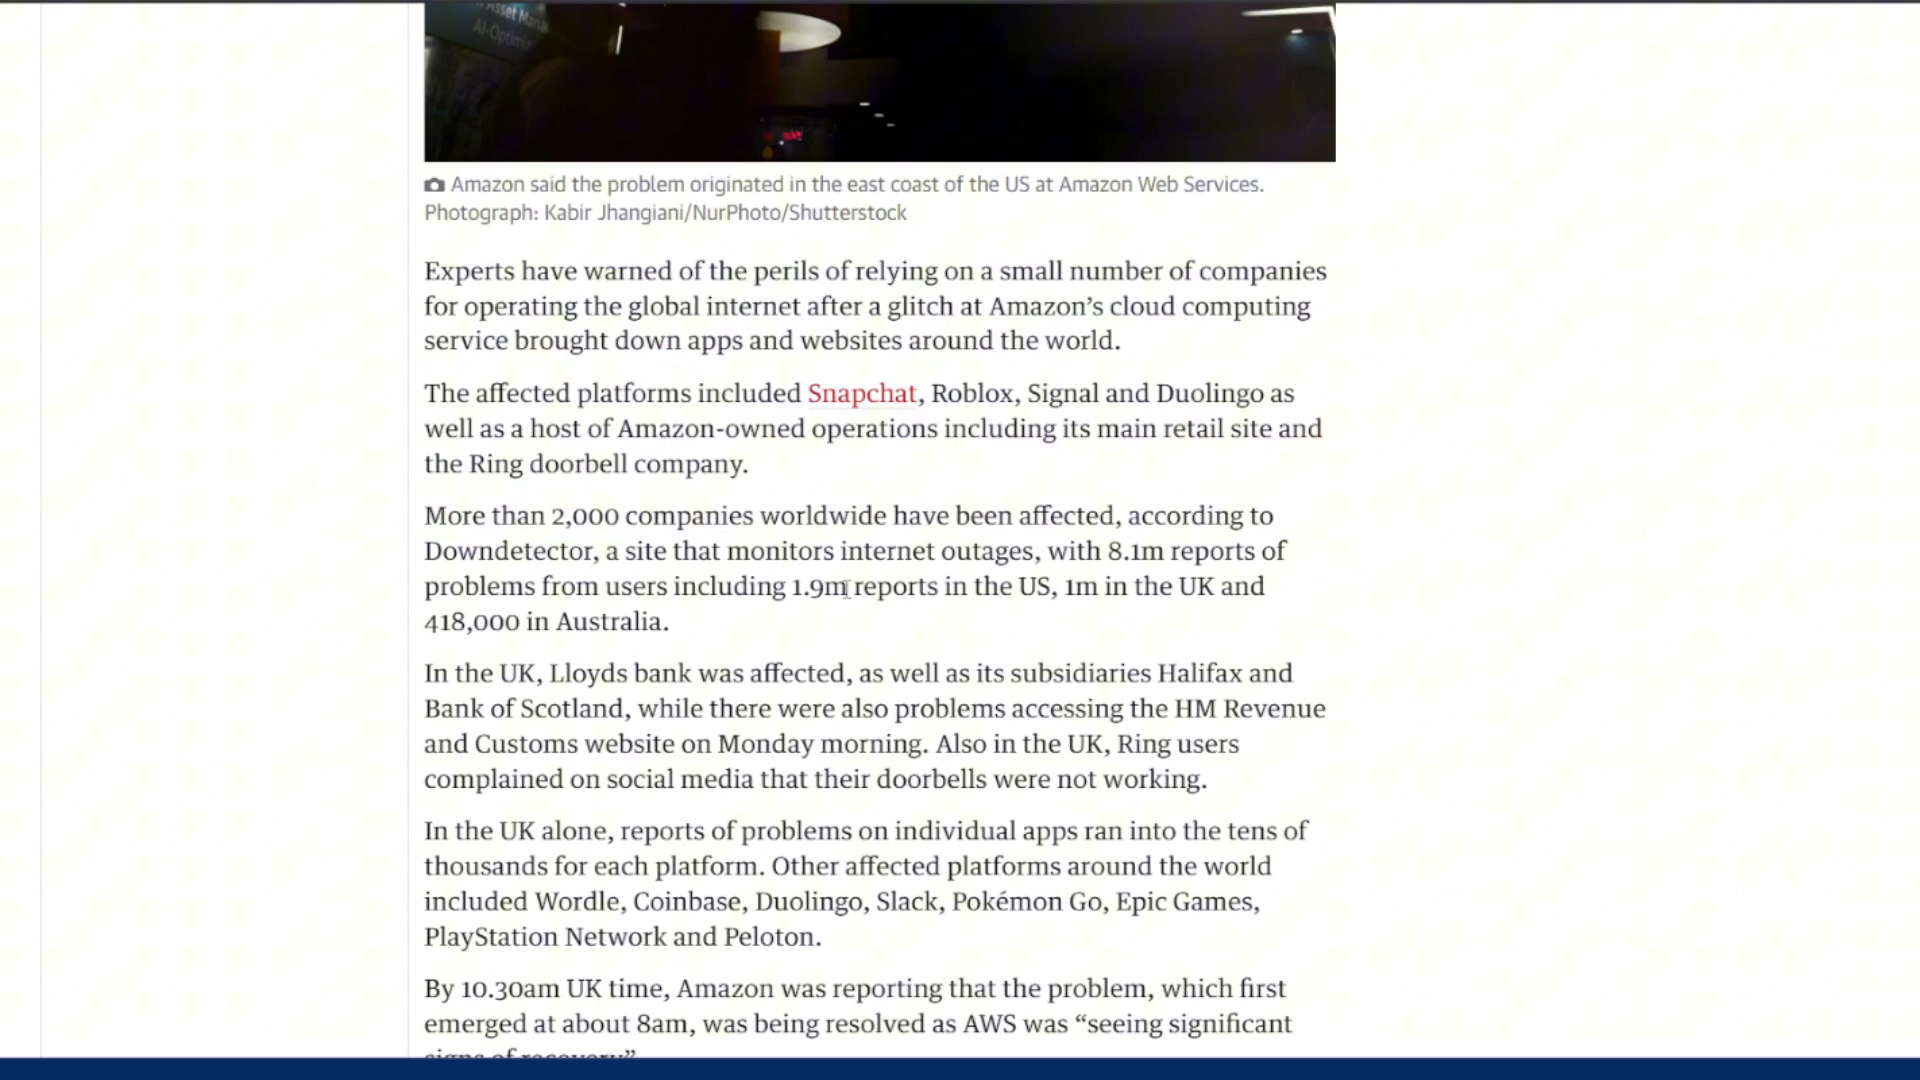 Asset Mana
AI-Optimiz
Amazon said the problem originated in the east coast of the US at Amazon Web Services.
Photograph: Kabir Jhangiani/NurPhoto/Shutterstock
Experts have warned of the perils of relying on a small number of companies
for operating the global internet after a glitch at Amazon’s cloud computing
service brought down apps and websites around the world.
The affected platforms included Snapchat, Roblox, Signal and Duolingo as
well as a host of Amazon-owned operations including its main retail site and
the Ring doorbell company.
More than 2,000 companies worldwide have been affected, according to
Downdetector, a site that monitors internet outages, with 8.1m reports of
problems from users including 1.9m reports in the US, 1m in the UK and
418,000 in Australia.
In the UK, Lloyds bank was affected, as well as its subsidiaries Halifax and
Bank of Scotland, while there were also problems accessing the HM Revenue
and Customs website on Monday morning. Also in the UK, Ring users
complained on social media that their doorbells were not working.
In the UK alone, reports of problems on individual apps ran into the tens of
thousands for each platform. Other affected platforms around the world
included Wordle, Coinbase, Duolingo, Slack, Pokémon Go, Epic Games,
PlayStation Network and Peloton.
By 10.30am UK time, Amazon was reporting that the problem, which first
emerged at about 8am, was being resolved as AWS was “seeing significant
signs of recovery”